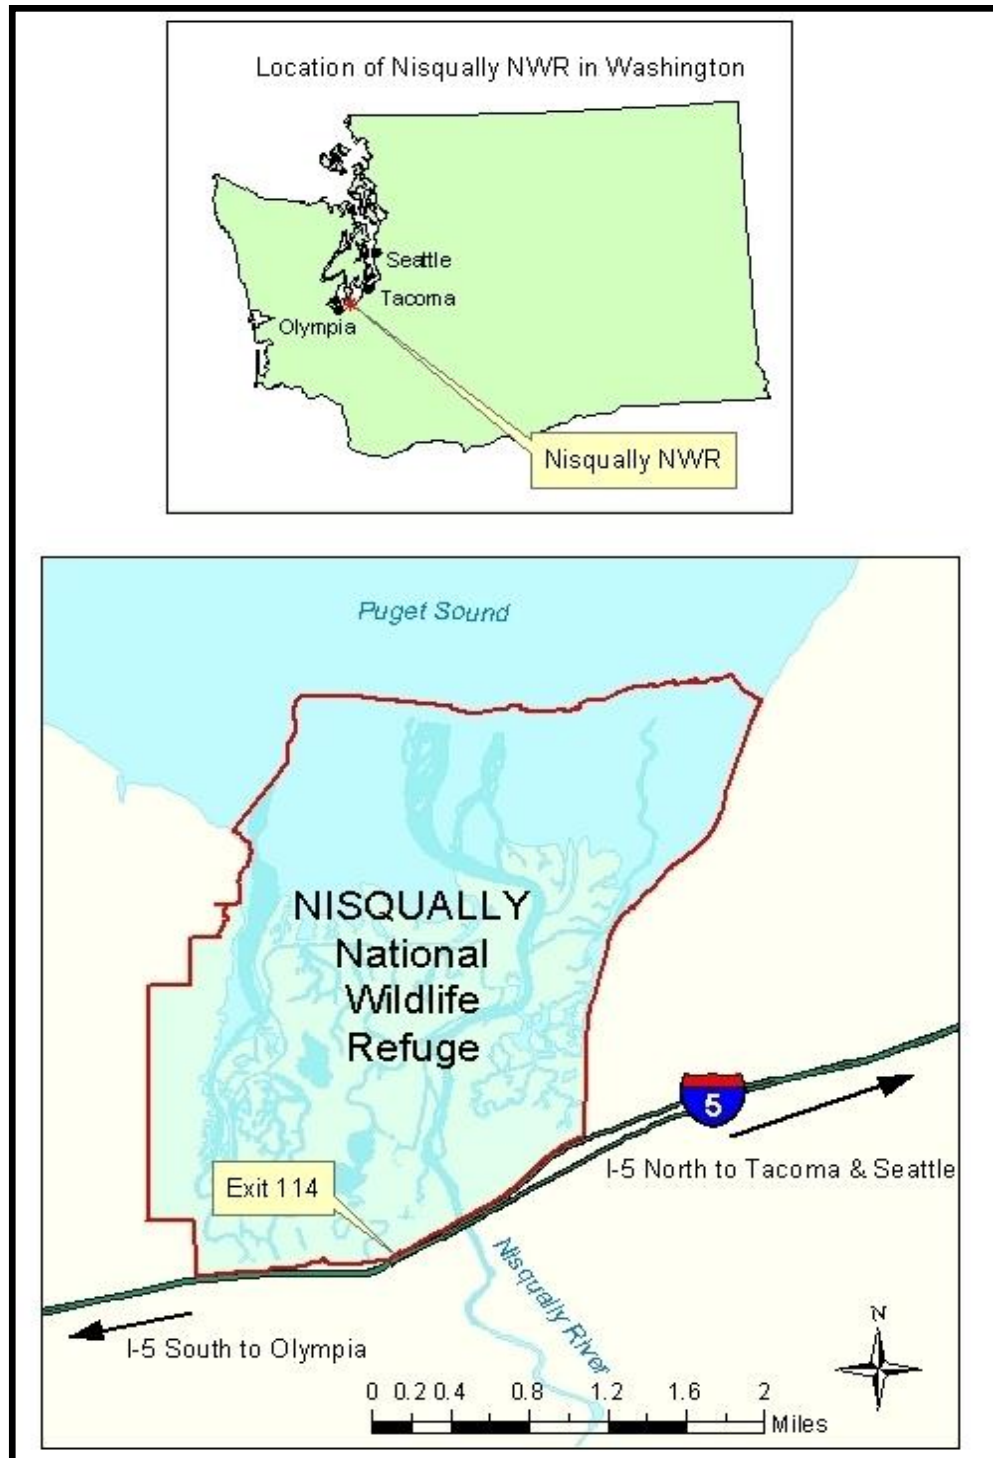 Location of Nisqually NWR in Washington
Seattle
Tacoma
Olympia
Nisqually NWR
Puget Sound
NISQUALLY
National
Wildlife
Refuge
5
I-5 North to Tacoma & Seattle
Exit 114
Nisqually River
I-5 South to Olympia
N
0 0.2 0.4 0.8 1.2 1.6 2
Miles